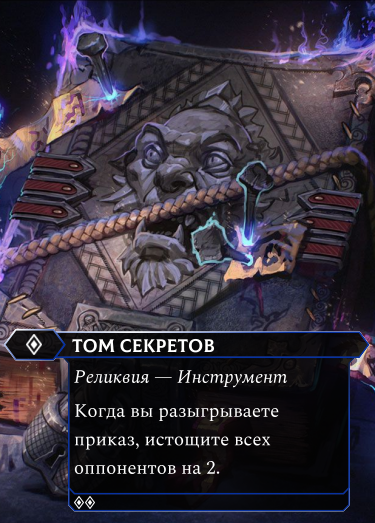 ТОМ СЕКРЕТОВ
Реликвия — Инструмент
Когда вы разыгрываете
приказ, истощите всех
оппонентов на 2.